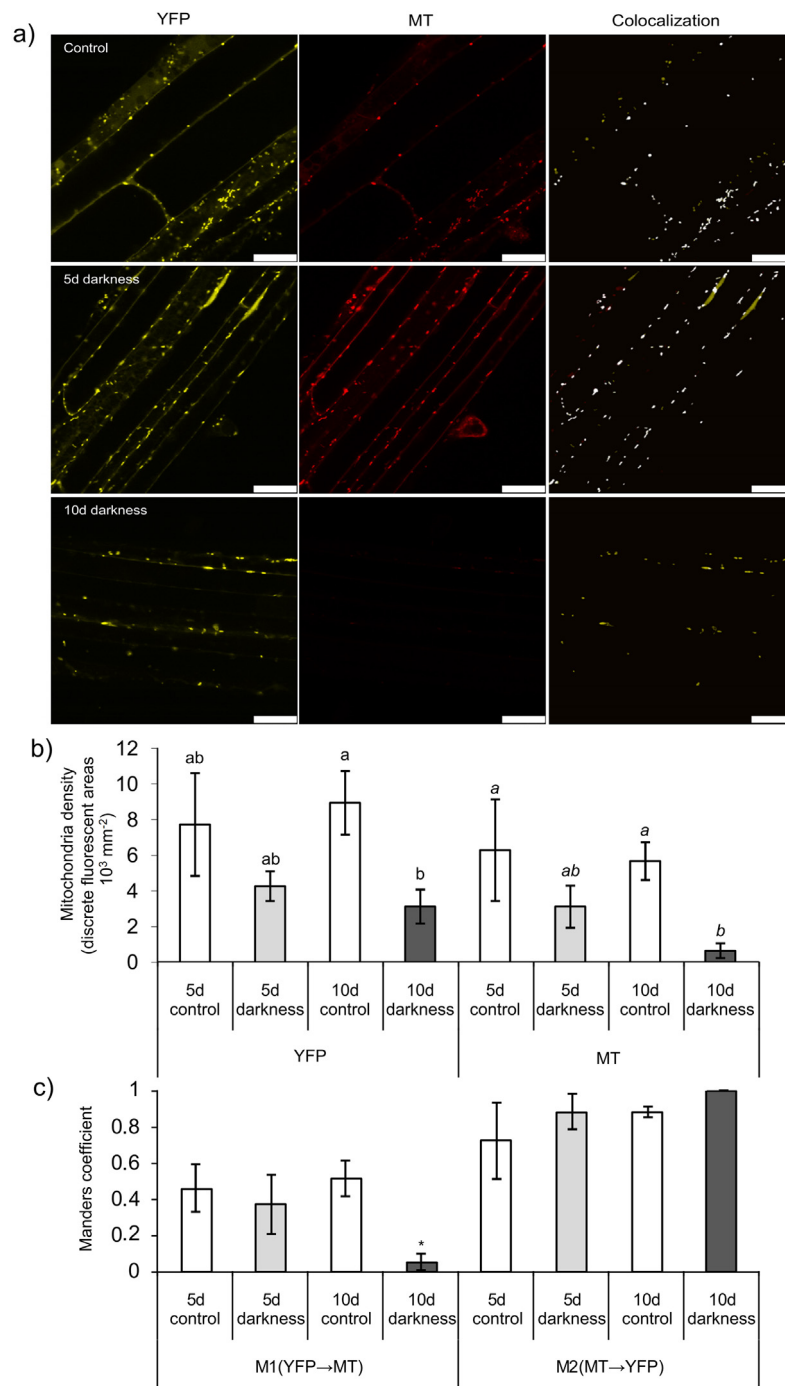 a)
YFP
MT
Colocalization
Control
5d darkness
10d darkness
b)
Mitochondria density
(discrete fluorescent areas
10³ mm⁻²)
12
10
8
6
4
2
0
ab
ab
a
b
a
ab
a
b
5d control
5d darkness
10d control
10d darkness
5d control
5d darkness
10d control
10d darkness
YFP
MT
c)
Manders coefficient
1
0.8
0.6
0.4
0.2
0
*
5d control
5d darkness
10d control
10d darkness
5d control
5d darkness
10d control
10d darkness
M1(YFP→MT)
M2(MT→YFP)